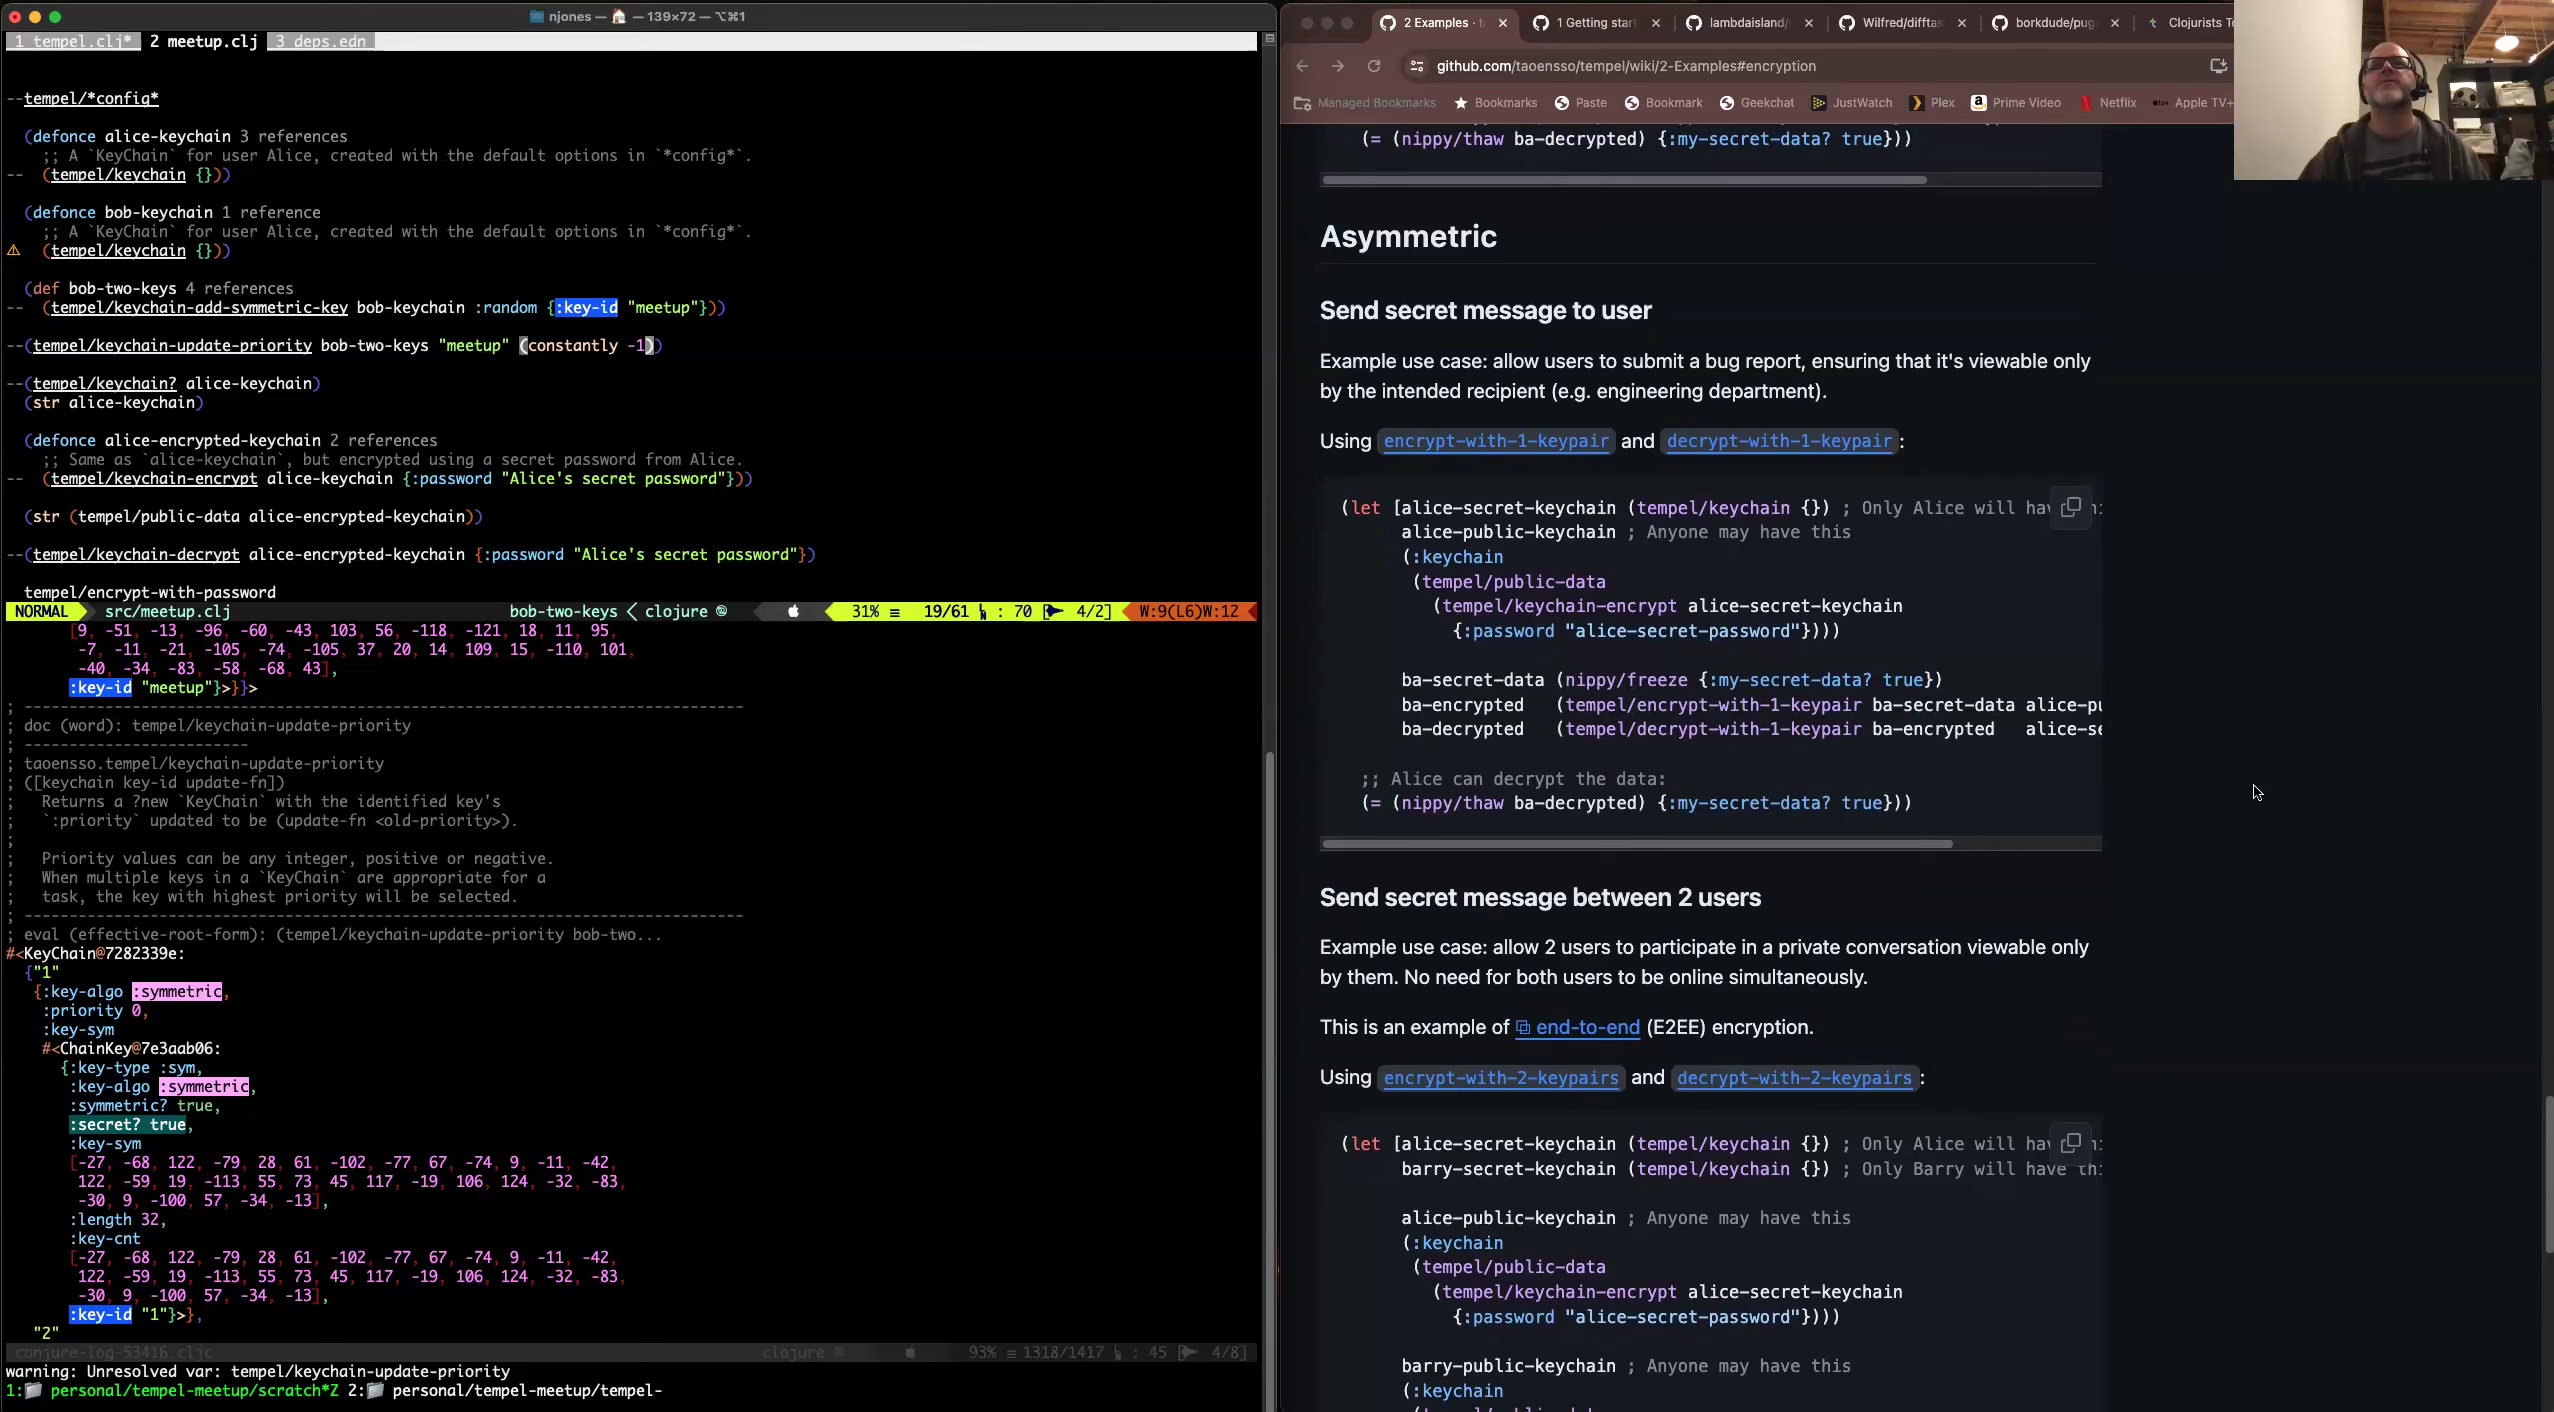 njones — 🏠 — 139×72 — ⌥⌘1
1 tempel.clj* 2 meetup.clj 3 deps.edn
--tempel/*config*
(defonce alice-keychain 3 references
;; A `KeyChain` for user Alice, created with the default options in `*config*`.
-- (tempel/keychain {}))
(defonce bob-keychain 1 reference
;; A `KeyChain` for user Alice, created with the default options in `*config*`.
⚠ (tempel/keychain {}))
(def bob-two-keys 4 references
-- (tempel/keychain-add-symmetric-key bob-keychain :random {:key-id "meetup"}))
--(tempel/keychain-update-priority bob-two-keys "meetup" (constantly -1))
--(tempel/keychain? alice-keychain)
(str alice-keychain)
(defonce alice-encrypted-keychain 2 references
;; Same as `alice-keychain`, but encrypted using a secret password from Alice.
-- (tempel/keychain-encrypt alice-keychain {:password "Alice's secret password"}))
(str (tempel/public-data alice-encrypted-keychain))
--(tempel/keychain-decrypt alice-encrypted-keychain {:password "Alice's secret password"})
tempel/encrypt-with-password
NORMAL src/meetup.clj bob-two-keys < clojure 31% ≡ 19/61 : 70 4/2] W:9(L6)W:12
[9, -51, -13, -96, -60, -43, 103, 56, -118, -121, 18, 11, 95,
-7, -11, -21, -105, -74, -105, 37, 20, 14, 109, 15, -110, 101,
-40, -34, -83, -58, -68, 43],
:key-id "meetup"}>}}>
; --------------------------------------------------------------------------------
; doc (word): tempel/keychain-update-priority
; -------------------------
; taoensso.tempel/keychain-update-priority
; ([keychain key-id update-fn])
; Returns a ?new `KeyChain` with the identified key's
; `:priority` updated to be (update-fn <old-priority>).
;
; Priority values can be any integer, positive or negative.
; When multiple keys in a `KeyChain` are appropriate for a
; task, the key with highest priority will be selected.
; --------------------------------------------------------------------------------
; eval (effective-root-form): (tempel/keychain-update-priority bob-two...
#<KeyChain@7282339e:
{"1"
{:key-algo :symmetric,
:priority 0,
:key-sym
#<ChainKey@7e3aab06:
{:key-type :sym,
:key-algo :symmetric,
:symmetric? true,
:secret? true,
:key-sym
[-27, -68, 122, -79, 28, 61, -102, -77, 67, -74, 9, -11, -42,
122, -59, 19, -113, 55, 73, 45, 117, -19, 106, 124, -32, -83,
-30, 9, -100, 57, -34, -13],
:length 32,
:key-cnt
[-27, -68, 122, -79, 28, 61, -102, -77, 67, -74, 9, -11, -42,
122, -59, 19, -113, 55, 73, 45, 117, -19, 106, 124, -32, -83,
-30, 9, -100, 57, -34, -13],
:key-id "1"}>},
"2"
conjure-log-53416.cljc clojure 93% ≡ 1318/1417 : 45 4/8]
warning: Unresolved var: tempel/keychain-update-priority
1: personal/tempel-meetup/scratch*Z 2: personal/tempel-meetup/tempel-
2 Examples · t 1 Getting star lambdaisland/ Wilfred/difftas borkdude/pug Clojurists To
github.com/taoensso/tempel/wiki/2-Examples#encryption
Managed Bookmarks Bookmarks Paste Bookmark Geekchat JustWatch Plex Prime Video Netflix Apple TV+
(= (nippy/thaw ba-decrypted) {:my-secret-data? true}))
Asymmetric
Send secret message to user
Example use case: allow users to submit a bug report, ensuring that it's viewable only
by the intended recipient (e.g. engineering department).
Using encrypt-with-1-keypair and decrypt-with-1-keypair:
(let [alice-secret-keychain (tempel/keychain {}) ; Only Alice will hav
alice-public-keychain ; Anyone may have this
(:keychain
(tempel/public-data
(tempel/keychain-encrypt alice-secret-keychain
{:password "alice-secret-password"})))
ba-secret-data (nippy/freeze {:my-secret-data? true})
ba-encrypted (tempel/encrypt-with-1-keypair ba-secret-data alice-pu
ba-decrypted (tempel/decrypt-with-1-keypair ba-encrypted alice-se
;; Alice can decrypt the data:
(= (nippy/thaw ba-decrypted) {:my-secret-data? true}))
Send secret message between 2 users
Example use case: allow 2 users to participate in a private conversation viewable only
by them. No need for both users to be online simultaneously.
This is an example of end-to-end (E2EE) encryption.
Using encrypt-with-2-keypairs and decrypt-with-2-keypairs:
(let [alice-secret-keychain (tempel/keychain {}) ; Only Alice will hav
barry-secret-keychain (tempel/keychain {}) ; Only Barry will have thi
alice-public-keychain ; Anyone may have this
(:keychain
(tempel/public-data
(tempel/keychain-encrypt alice-secret-keychain
{:password "alice-secret-password"})))
barry-public-keychain ; Anyone may have this
(:keychain